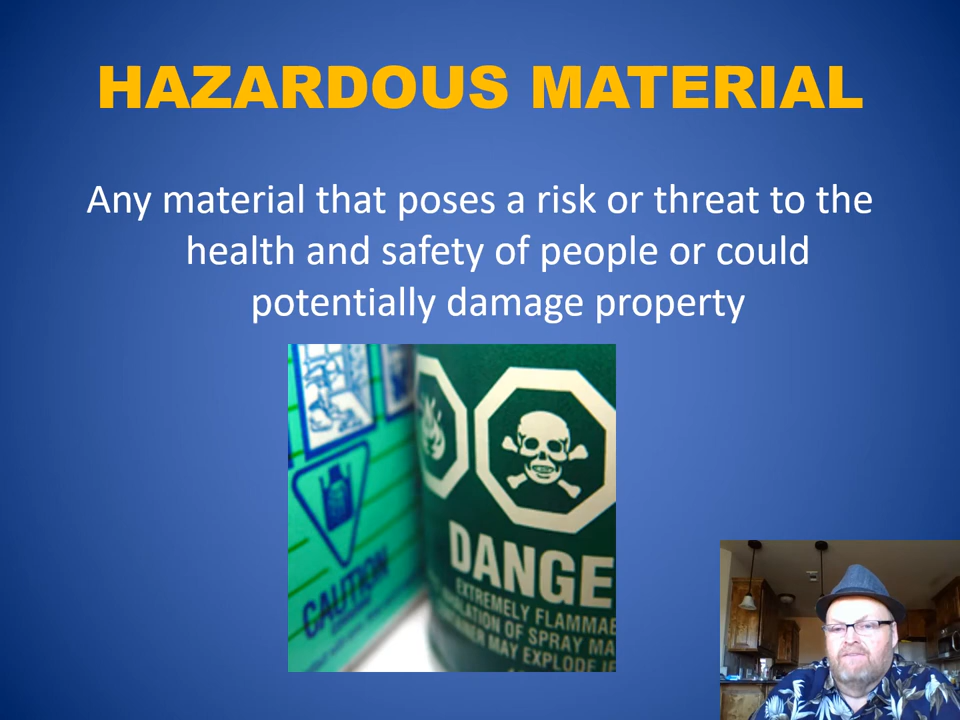 HAZARDOUS MATERIAL
Any material that poses a risk or threat to the
health and safety of people or could
potentially damage property
CAUTION
DANGE
EXTREMELY FLAMMAB
OF SPRAY MA
MAY EXPLODE